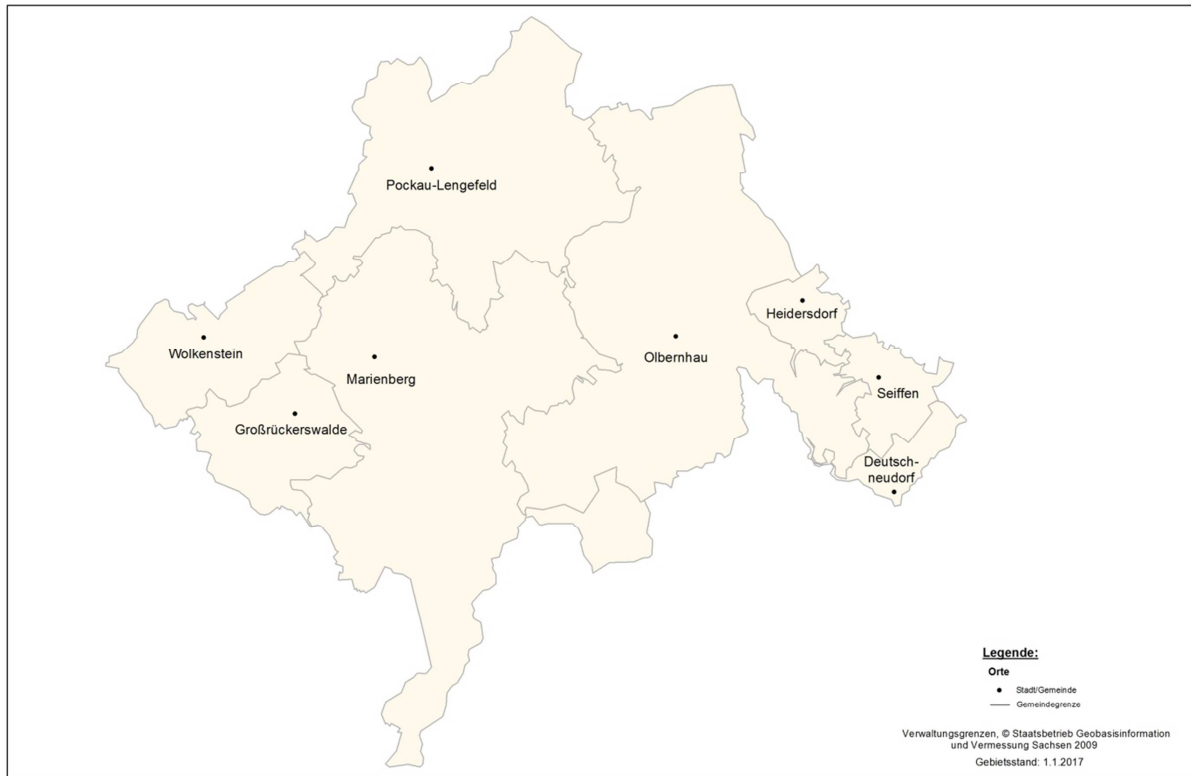 Pockau-Lengefeld
Heidersdorf
Wolkenstein
Olbernhau
Marienberg
Seiffen
Großrückerswalde
Deutsch-
neudorf
Legende:
Orte
Stadt/Gemeinde
Gemeindegrenze
Verwaltungsgrenzen, © Staatsbetrieb Geobasisinformation
und Vermessung Sachsen 2009
Gebietsstand: 1.1.2017